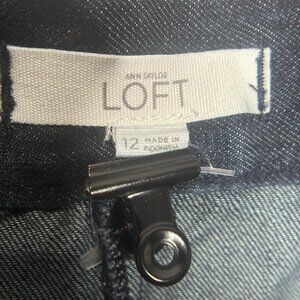 ANN TAYLOR
LOFT
12 MADE IN
INDONESIA